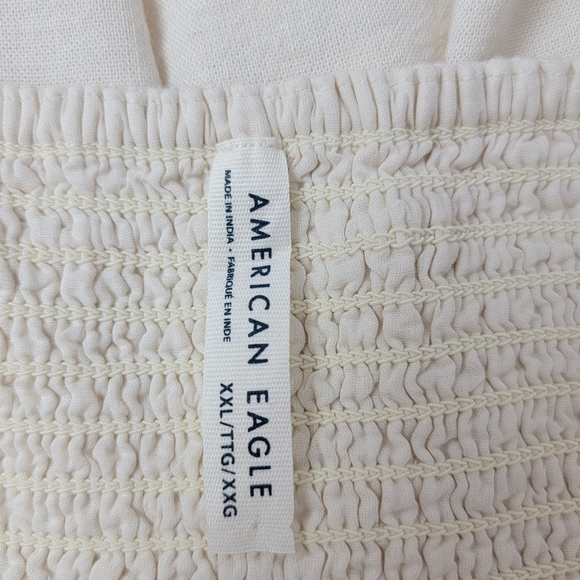 AMERICAN EAGLE
MADE IN INDIA • FABRIQUÉ EN INDE
XXL/TTG/XXG